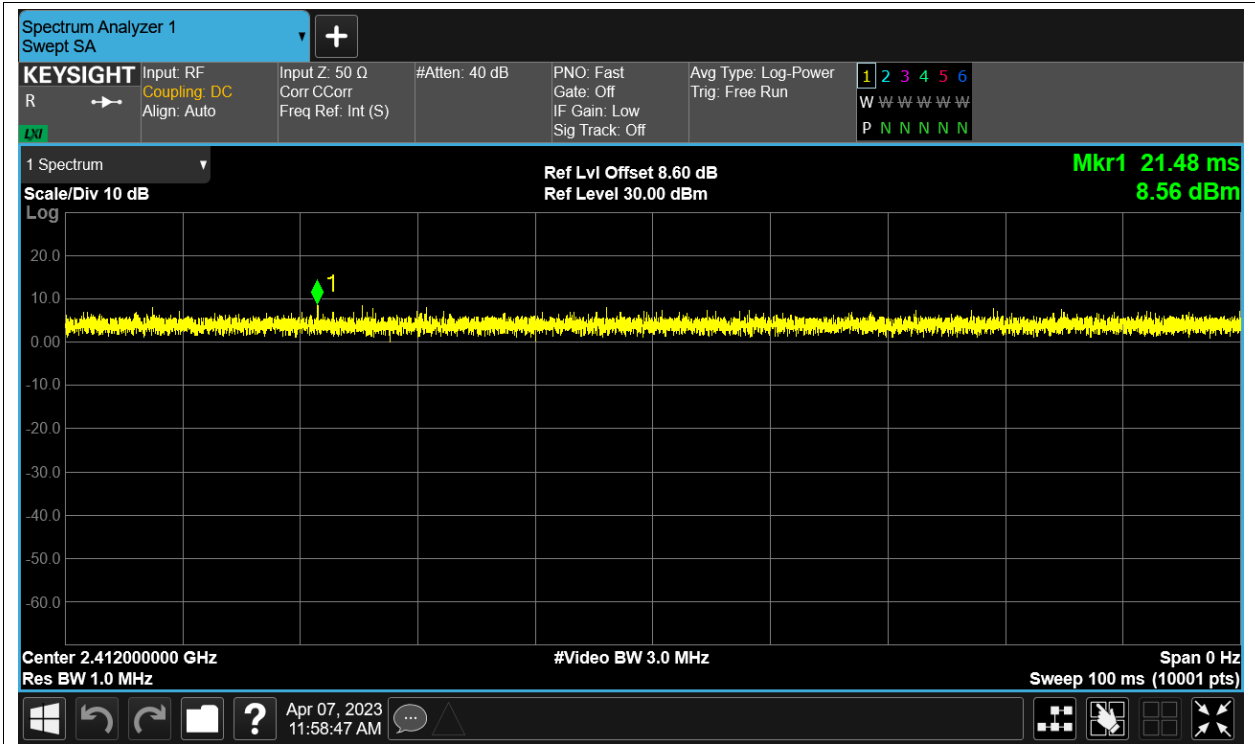 Spectrum Analyzer 1
Swept SA
KEYSIGHT
R
LXI
Input: RF
Coupling: DC
Align: Auto
Input Z: 50 Ω
Corr CCorr
Freq Ref: Int (S)
#Atten: 40 dB
PNO: Fast
Gate: Off
IF Gain: Low
Sig Track: Off
Avg Type: Log-Power
Trig: Free Run
1 2 3 4 5 6
W W W W W W
P N N N N N
1 Spectrum
Scale/Div 10 dB
Ref Lvl Offset 8.60 dB
Ref Level 30.00 dBm
Mkr1 21.48 ms
8.56 dBm
Log
20.0
10.0
0.00
-10.0
-20.0
-30.0
-40.0
-50.0
-60.0
1
Center 2.412000000 GHz
#Video BW 3.0 MHz
Span 0 Hz
Res BW 1.0 MHz
Sweep 100 ms (10001 pts)
?
Apr 07, 2023
11:58:47 AM